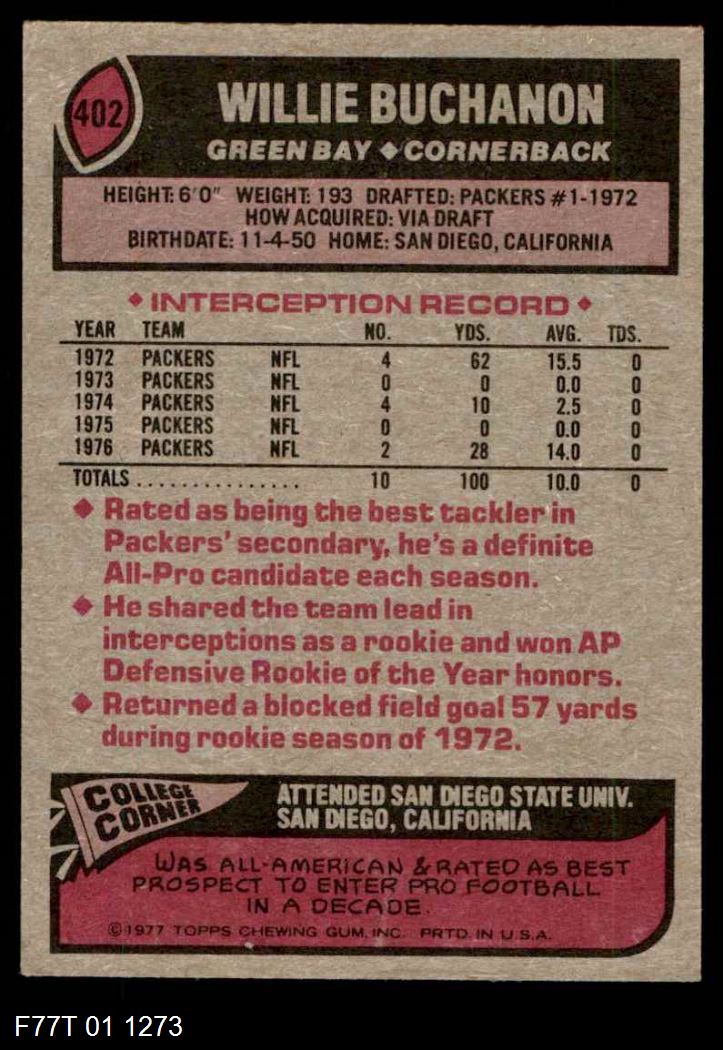 402
WILLIE BUCHANON
GREEN BAY ◆ CORNERBACK
HEIGHT: 6'0" WEIGHT: 193 DRAFTED: PACKERS #1-1972
HOW ACQUIRED: VIA DRAFT
BIRTHDATE: 11-4-50 HOME: SAN DIEGO, CALIFORNIA
◆ INTERCEPTION RECORD ◆
YEAR TEAM NO. YDS. AVG. TDS.
1972 PACKERS NFL 4 62 15.5 0
1973 PACKERS NFL 0 0 0.0 0
1974 PACKERS NFL 4 10 2.5 0
1975 PACKERS NFL 0 0 0.0 0
1976 PACKERS NFL 2 28 14.0 0
TOTALS ............... 10 100 10.0 0
◆ Rated as being the best tackler in
Packers' secondary, he's a definite
All-Pro candidate each season.
◆ He shared the team lead in
interceptions as a rookie and won AP
Defensive Rookie of the Year honors.
◆ Returned a blocked field goal 57 yards
during rookie season of 1972.
COLLEGE
CORNER
ATTENDED SAN DIEGO STATE UNIV.
SAN DIEGO, CALIFORNIA
WAS ALL-AMERICAN & RATED AS BEST
PROSPECT TO ENTER PRO FOOTBALL
IN A DECADE.
©1977 TOPPS CHEWING GUM, INC. PRTD. IN U.S.A.
F77T 01 1273